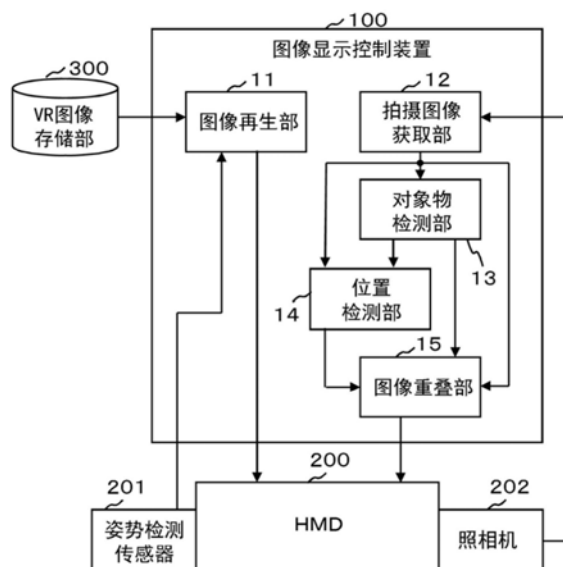 100
图像显示控制装置
300
VR图像
存储部
11
图像再生部
12
拍摄图像
获取部
对象物
检测部
13
位置
检测部
14
15
图像重叠部
200
HMD
201
姿势检测
传感器
202
照相机